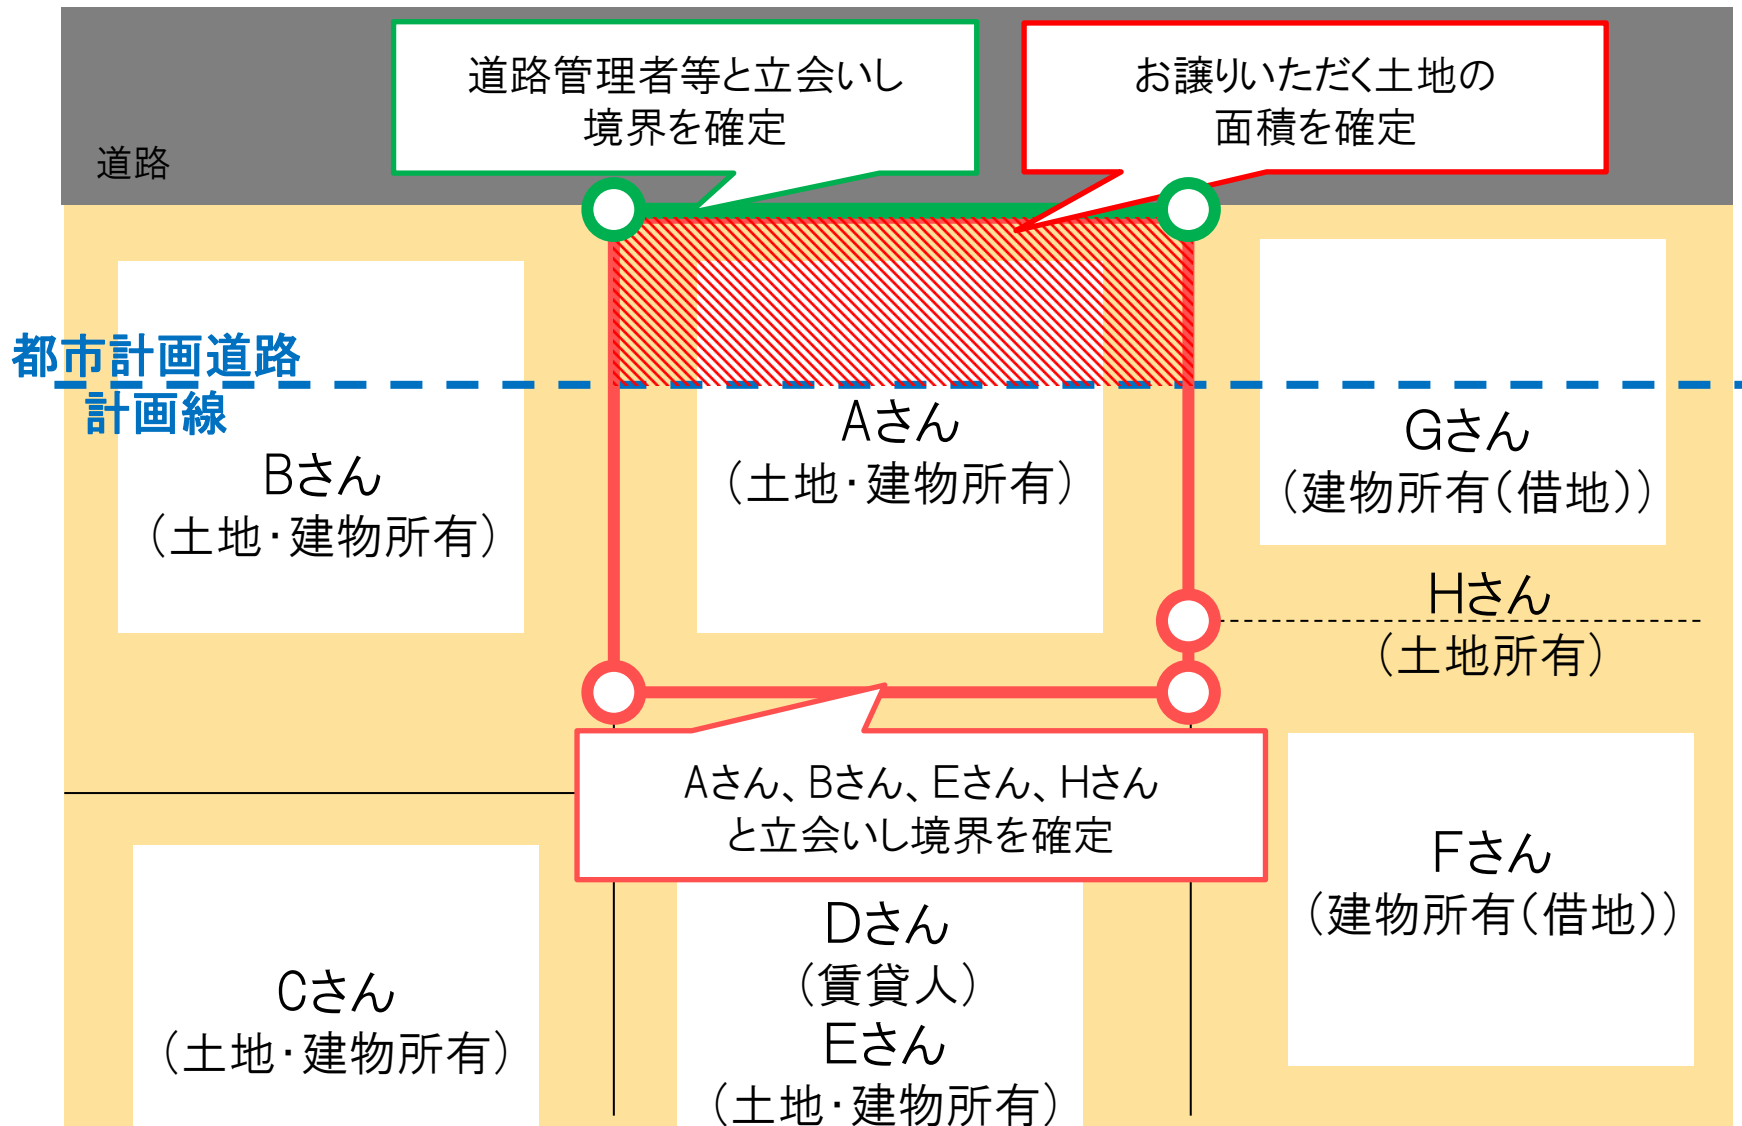 道路管理者等と立会いし
境界を確定
お譲りいただく土地の
面積を確定
道路
都市計画道路
計画線
Aさん
（土地・建物所有）
Bさん
（土地・建物所有）
Gさん
（建物所有（借地））
Hさん
（土地所有）
Aさん、Bさん、Eさん、Hさん
と立会いし境界を確定
Fさん
（建物所有（借地））
Cさん
（土地・建物所有）
Dさん
（賃貸人）
Eさん
（土地・建物所有）